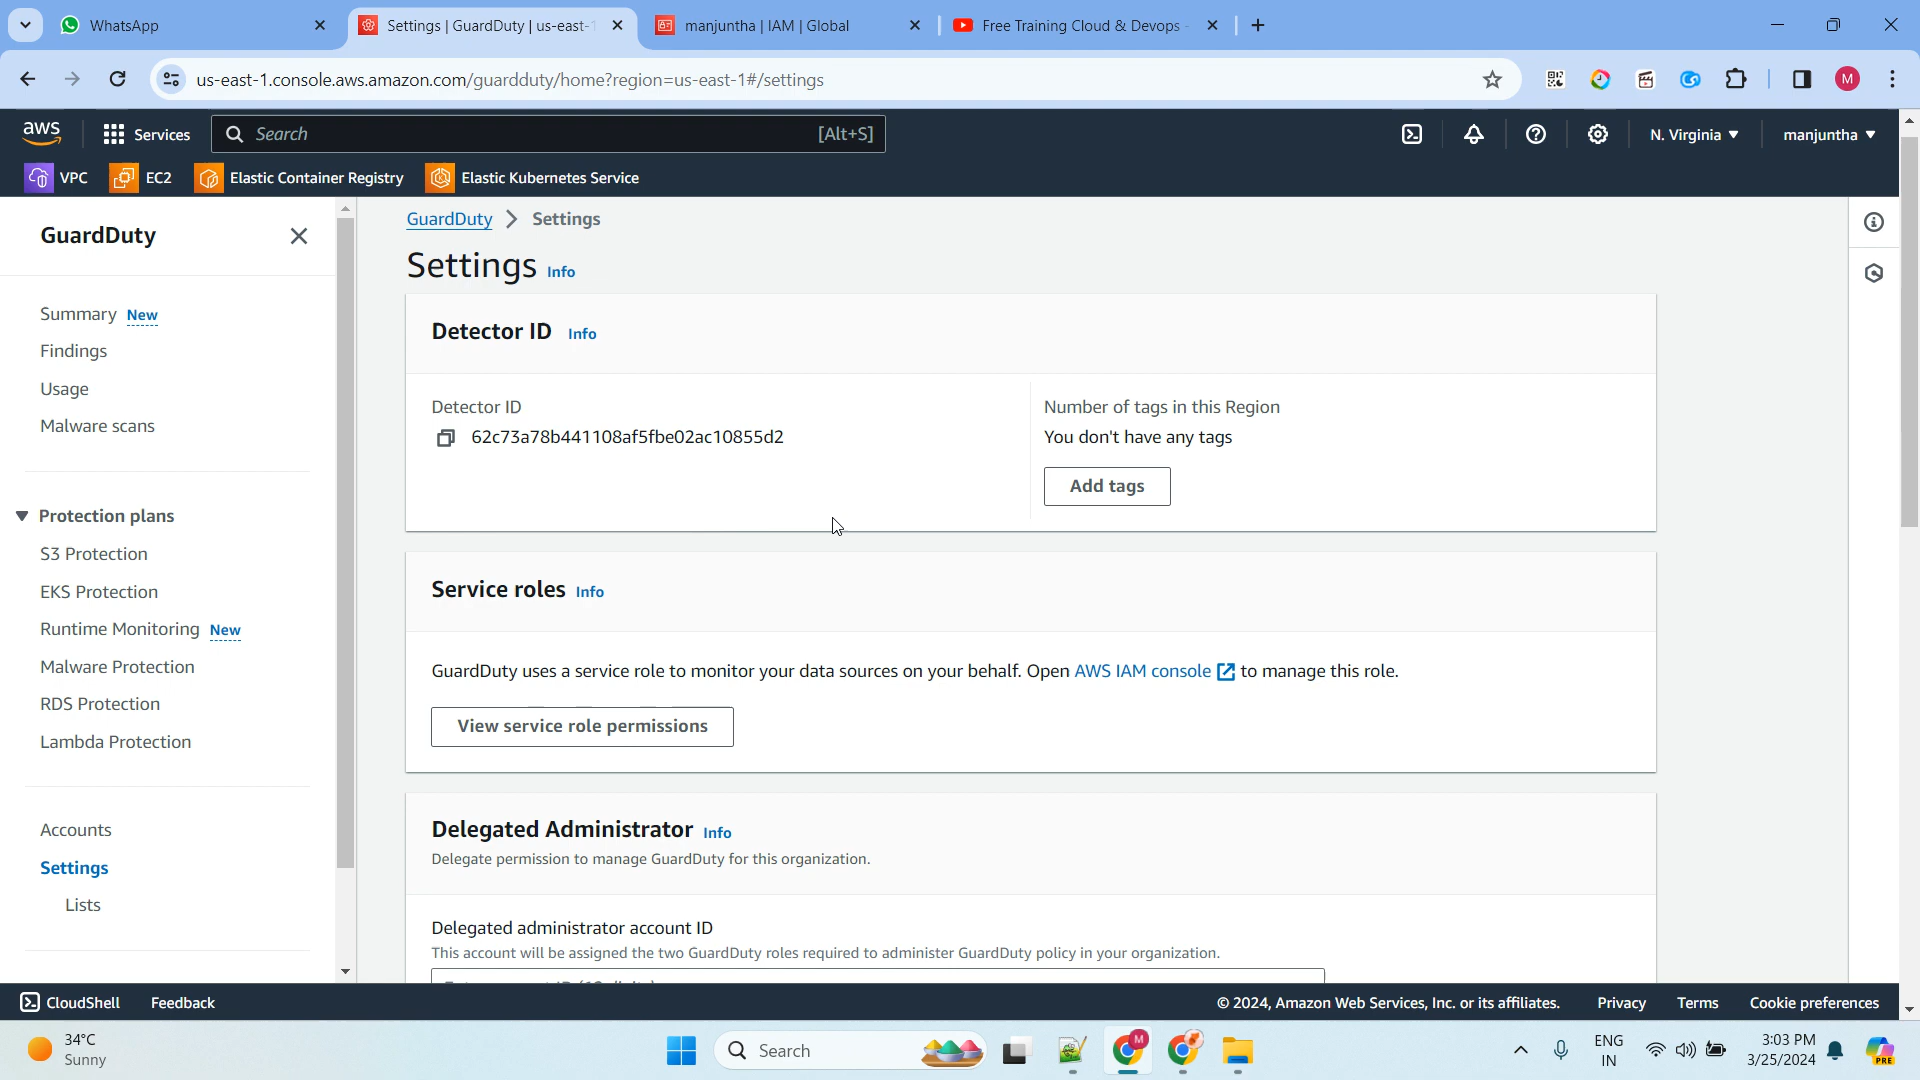 WhatsApp
Settings | GuardDuty | us-east-1
manjuntha | IAM | Global
Free Training Cloud & Devops -
us-east-1.console.aws.amazon.com/guardduty/home?region=us-east-1#/settings
M
aws
Services
Search
[Alt+S]
N. Virginia
manjuntha
VPC
EC2
Elastic Container Registry
Elastic Kubernetes Service
GuardDuty
Summary New
Findings
Usage
Malware scans
Protection plans
S3 Protection
EKS Protection
Runtime Monitoring New
Malware Protection
RDS Protection
Lambda Protection
Accounts
Settings
Lists
GuardDuty > Settings
Settings Info
Detector ID Info
Detector ID
62c73a78b441108af5fbe02ac10855d2
Number of tags in this Region
You don't have any tags
Add tags
Service roles Info
GuardDuty uses a service role to monitor your data sources on your behalf. Open AWS IAM console to manage this role.
View service role permissions
Delegated Administrator Info
Delegate permission to manage GuardDuty for this organization.
Delegated administrator account ID
This account will be assigned the two GuardDuty roles required to administer GuardDuty policy in your organization.
CloudShell
Feedback
© 2024, Amazon Web Services, Inc. or its affiliates.
Privacy
Terms
Cookie preferences
34°C
Sunny
Search
M
ENG
IN
3:03 PM
3/25/2024
PRE